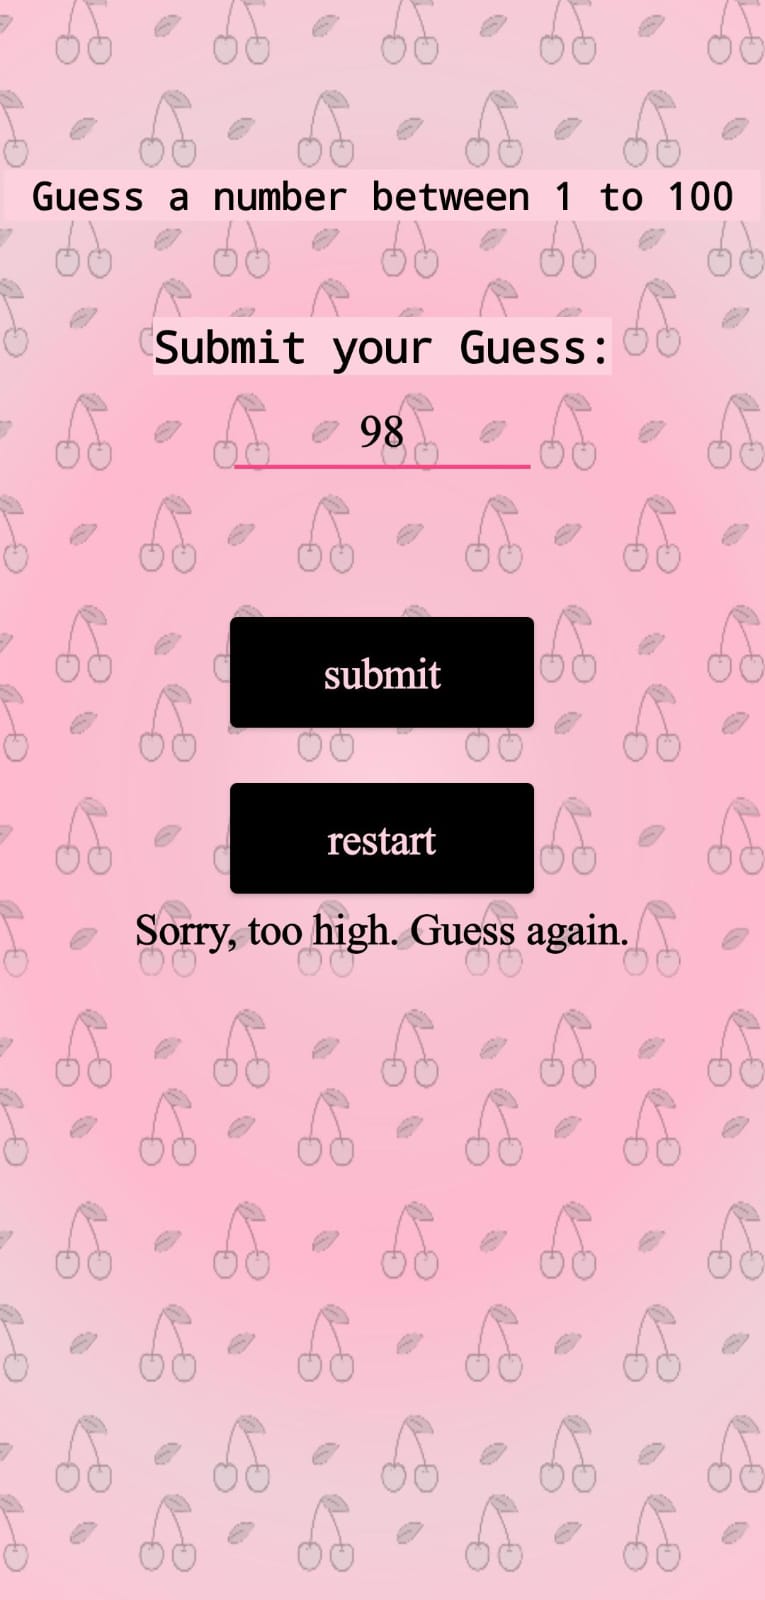 Guess a number between 1 to 100
Submit your Guess:
98
submit
restart
Sorry, too high. Guess again.